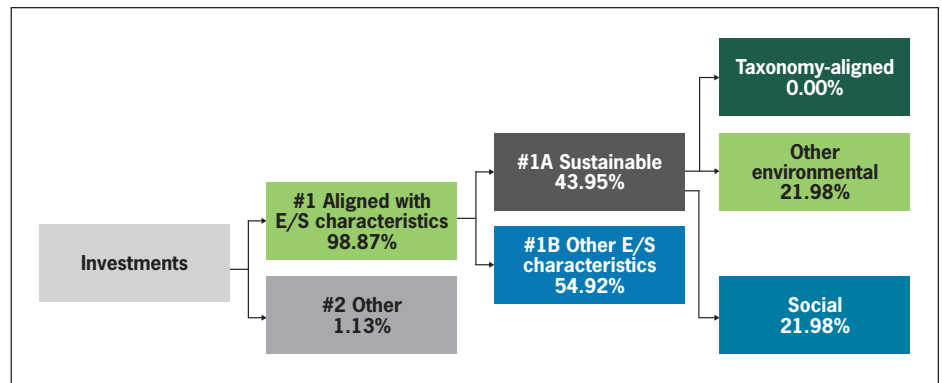 Investments
#1 Aligned with
E/S characteristics
98.87%
#2 Other
1.13%
#1A Sustainable
43.95%
#1B Other E/S
characteristics
54.92%
Taxonomy-aligned
0.00%
Other
environmental
21.98%
Social
21.98%